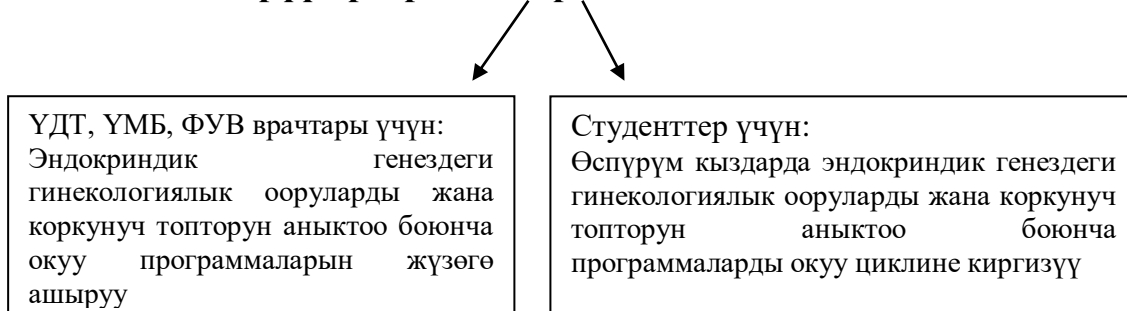 ҮДТ, ҮМБ, ФУВ врачтары үчүн:
Эндокриндик генездеги
гинекологиялык ооруларды жана
коркунуч топторун аныктоо боюнча
окуу программаларын жүзөгө
ашыруу
Студенттер үчүн:
Өспүрүм кыздарда эндокриндик генездеги
гинекологиялык ооруларды жана коркунуч
топторун аныктоо боюнча
программаларды окуу циклине киргизүү